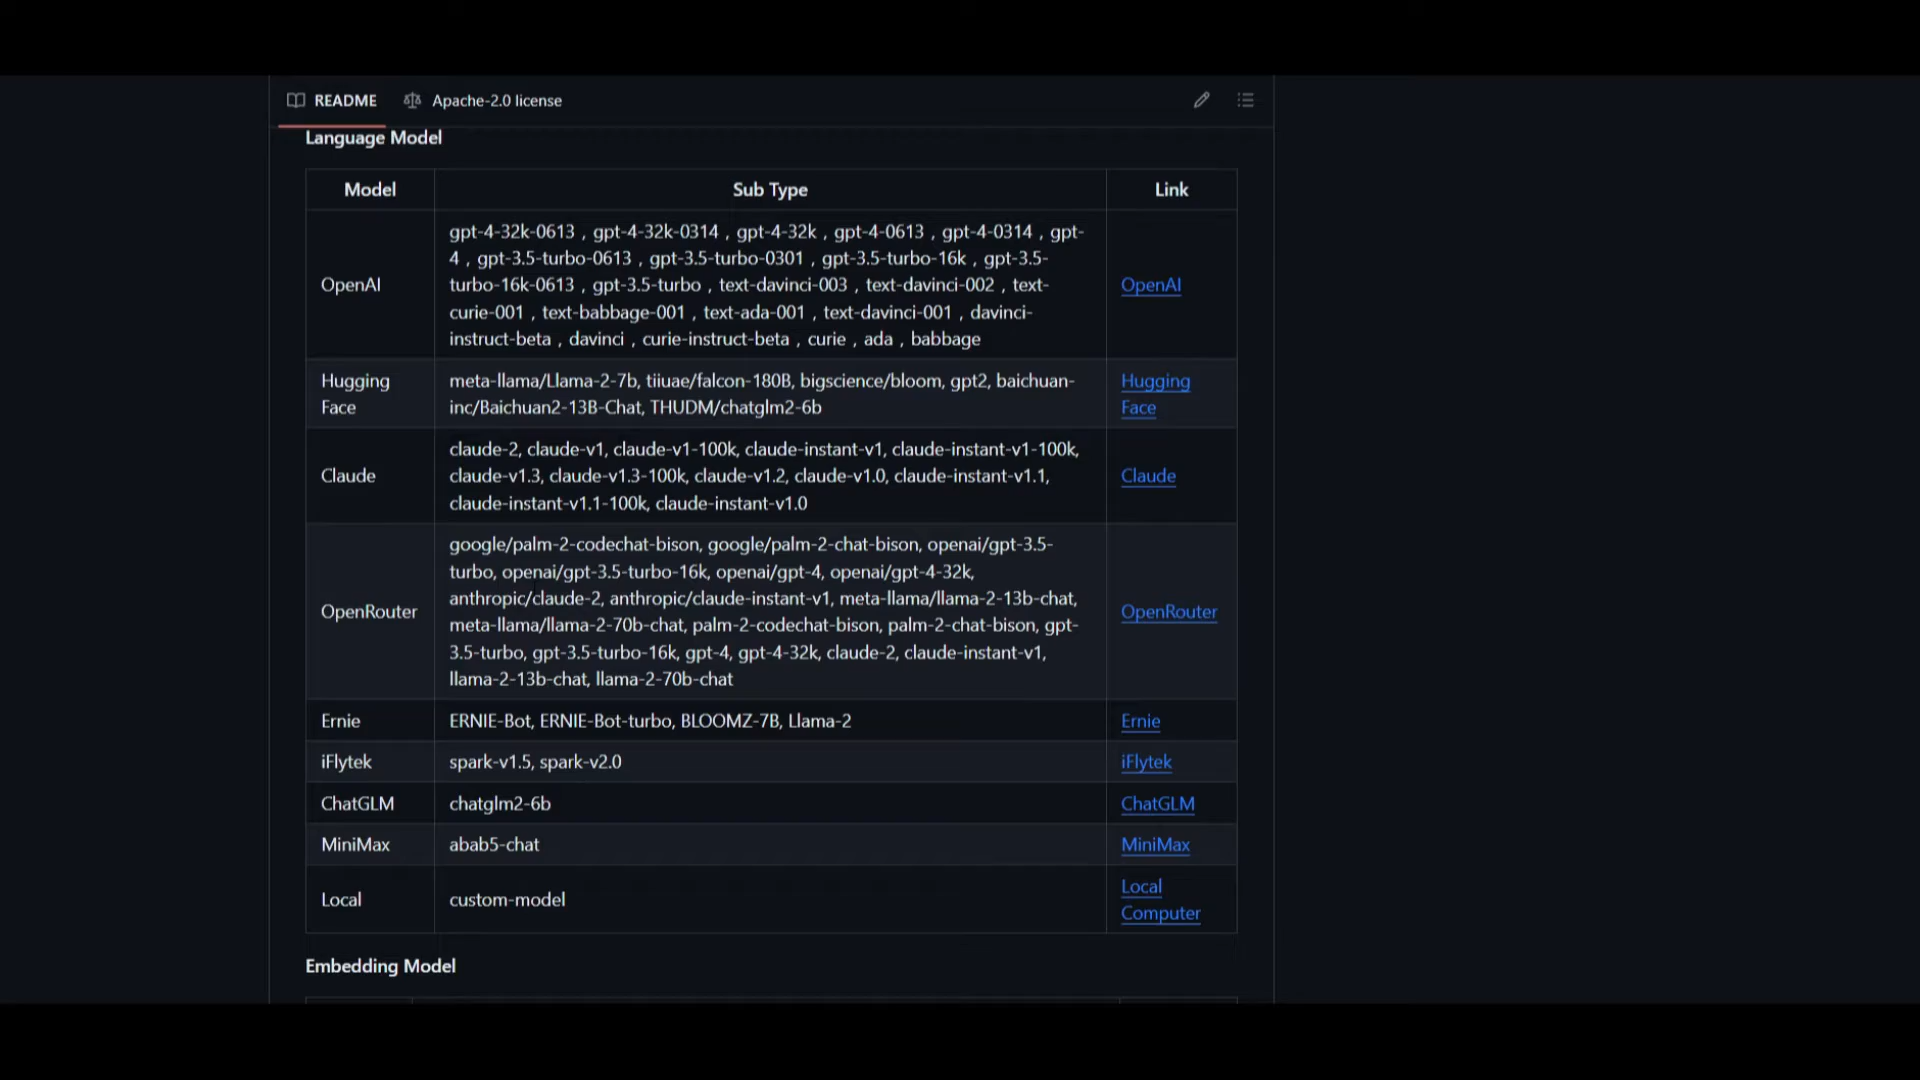 README Apache-2.0 license
Language Model
Model Sub Type Link
gpt-4-32k-0613 , gpt-4-32k-0314 , gpt-4-32k , gpt-4-0613 , gpt-4-0314 , gpt-
4 , gpt-3.5-turbo-0613 , gpt-3.5-turbo-0301 , gpt-3.5-turbo-16k , gpt-3.5-
OpenAI turbo-16k-0613 , gpt-3.5-turbo , text-davinci-003 , text-davinci-002 , text- OpenAI
curie-001 , text-babbage-001 , text-ada-001 , text-davinci-001 , davinci-
instruct-beta , davinci , curie-instruct-beta , curie , ada , babbage
Hugging meta-llama/Llama-2-7b, tiiuae/falcon-180B, bigscience/bloom, gpt2, baichuan- Hugging
Face inc/Baichuan2-13B-Chat, THUDM/chatglm2-6b Face
claude-2, claude-v1, claude-v1-100k, claude-instant-v1, claude-instant-v1-100k,
Claude claude-v1.3, claude-v1.3-100k, claude-v1.2, claude-v1.0, claude-instant-v1.1, Claude
claude-instant-v1.1-100k, claude-instant-v1.0
google/palm-2-codechat-bison, google/palm-2-chat-bison, openai/gpt-3.5-
turbo, openai/gpt-3.5-turbo-16k, openai/gpt-4, openai/gpt-4-32k,
anthropic/claude-2, anthropic/claude-instant-v1, meta-llama/llama-2-13b-chat,
OpenRouter meta-llama/llama-2-70b-chat, palm-2-codechat-bison, palm-2-chat-bison, gpt- OpenRouter
3.5-turbo, gpt-3.5-turbo-16k, gpt-4, gpt-4-32k, claude-2, claude-instant-v1,
llama-2-13b-chat, llama-2-70b-chat
Ernie ERNIE-Bot, ERNIE-Bot-turbo, BLOOMZ-7B, Llama-2 Ernie
iFlytek spark-v1.5, spark-v2.0 iFlytek
ChatGLM chatglm2-6b ChatGLM
MiniMax abab5-chat MiniMax
Local custom-model Local
Computer
Embedding Model